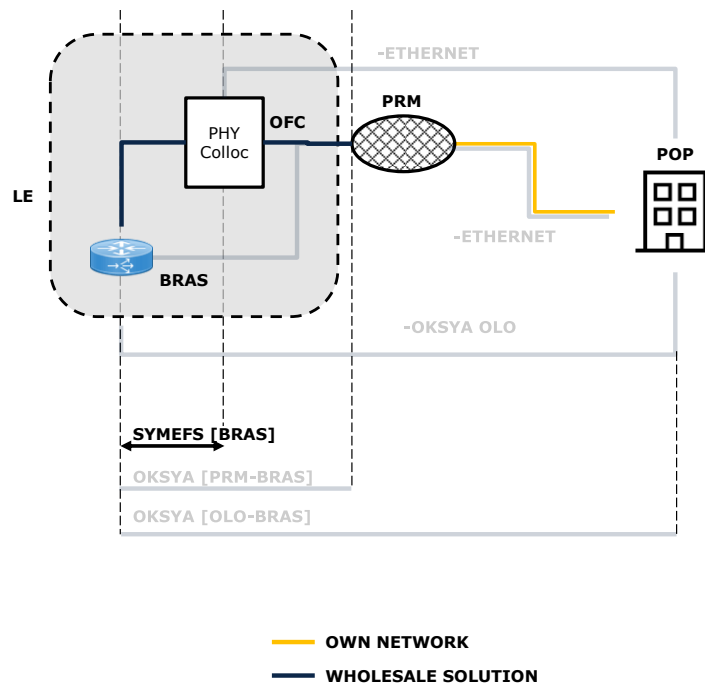 -ETHERNET
PRM
OFC
PHY
Colloc
POP
LE
-ETHERNET
BRAS
-OKSYA OLO
SYMEFS [BRAS]
OKSYA [PRM-BRAS]
OKSYA [OLO-BRAS]
OWN NETWORK
WHOLESALE SOLUTION